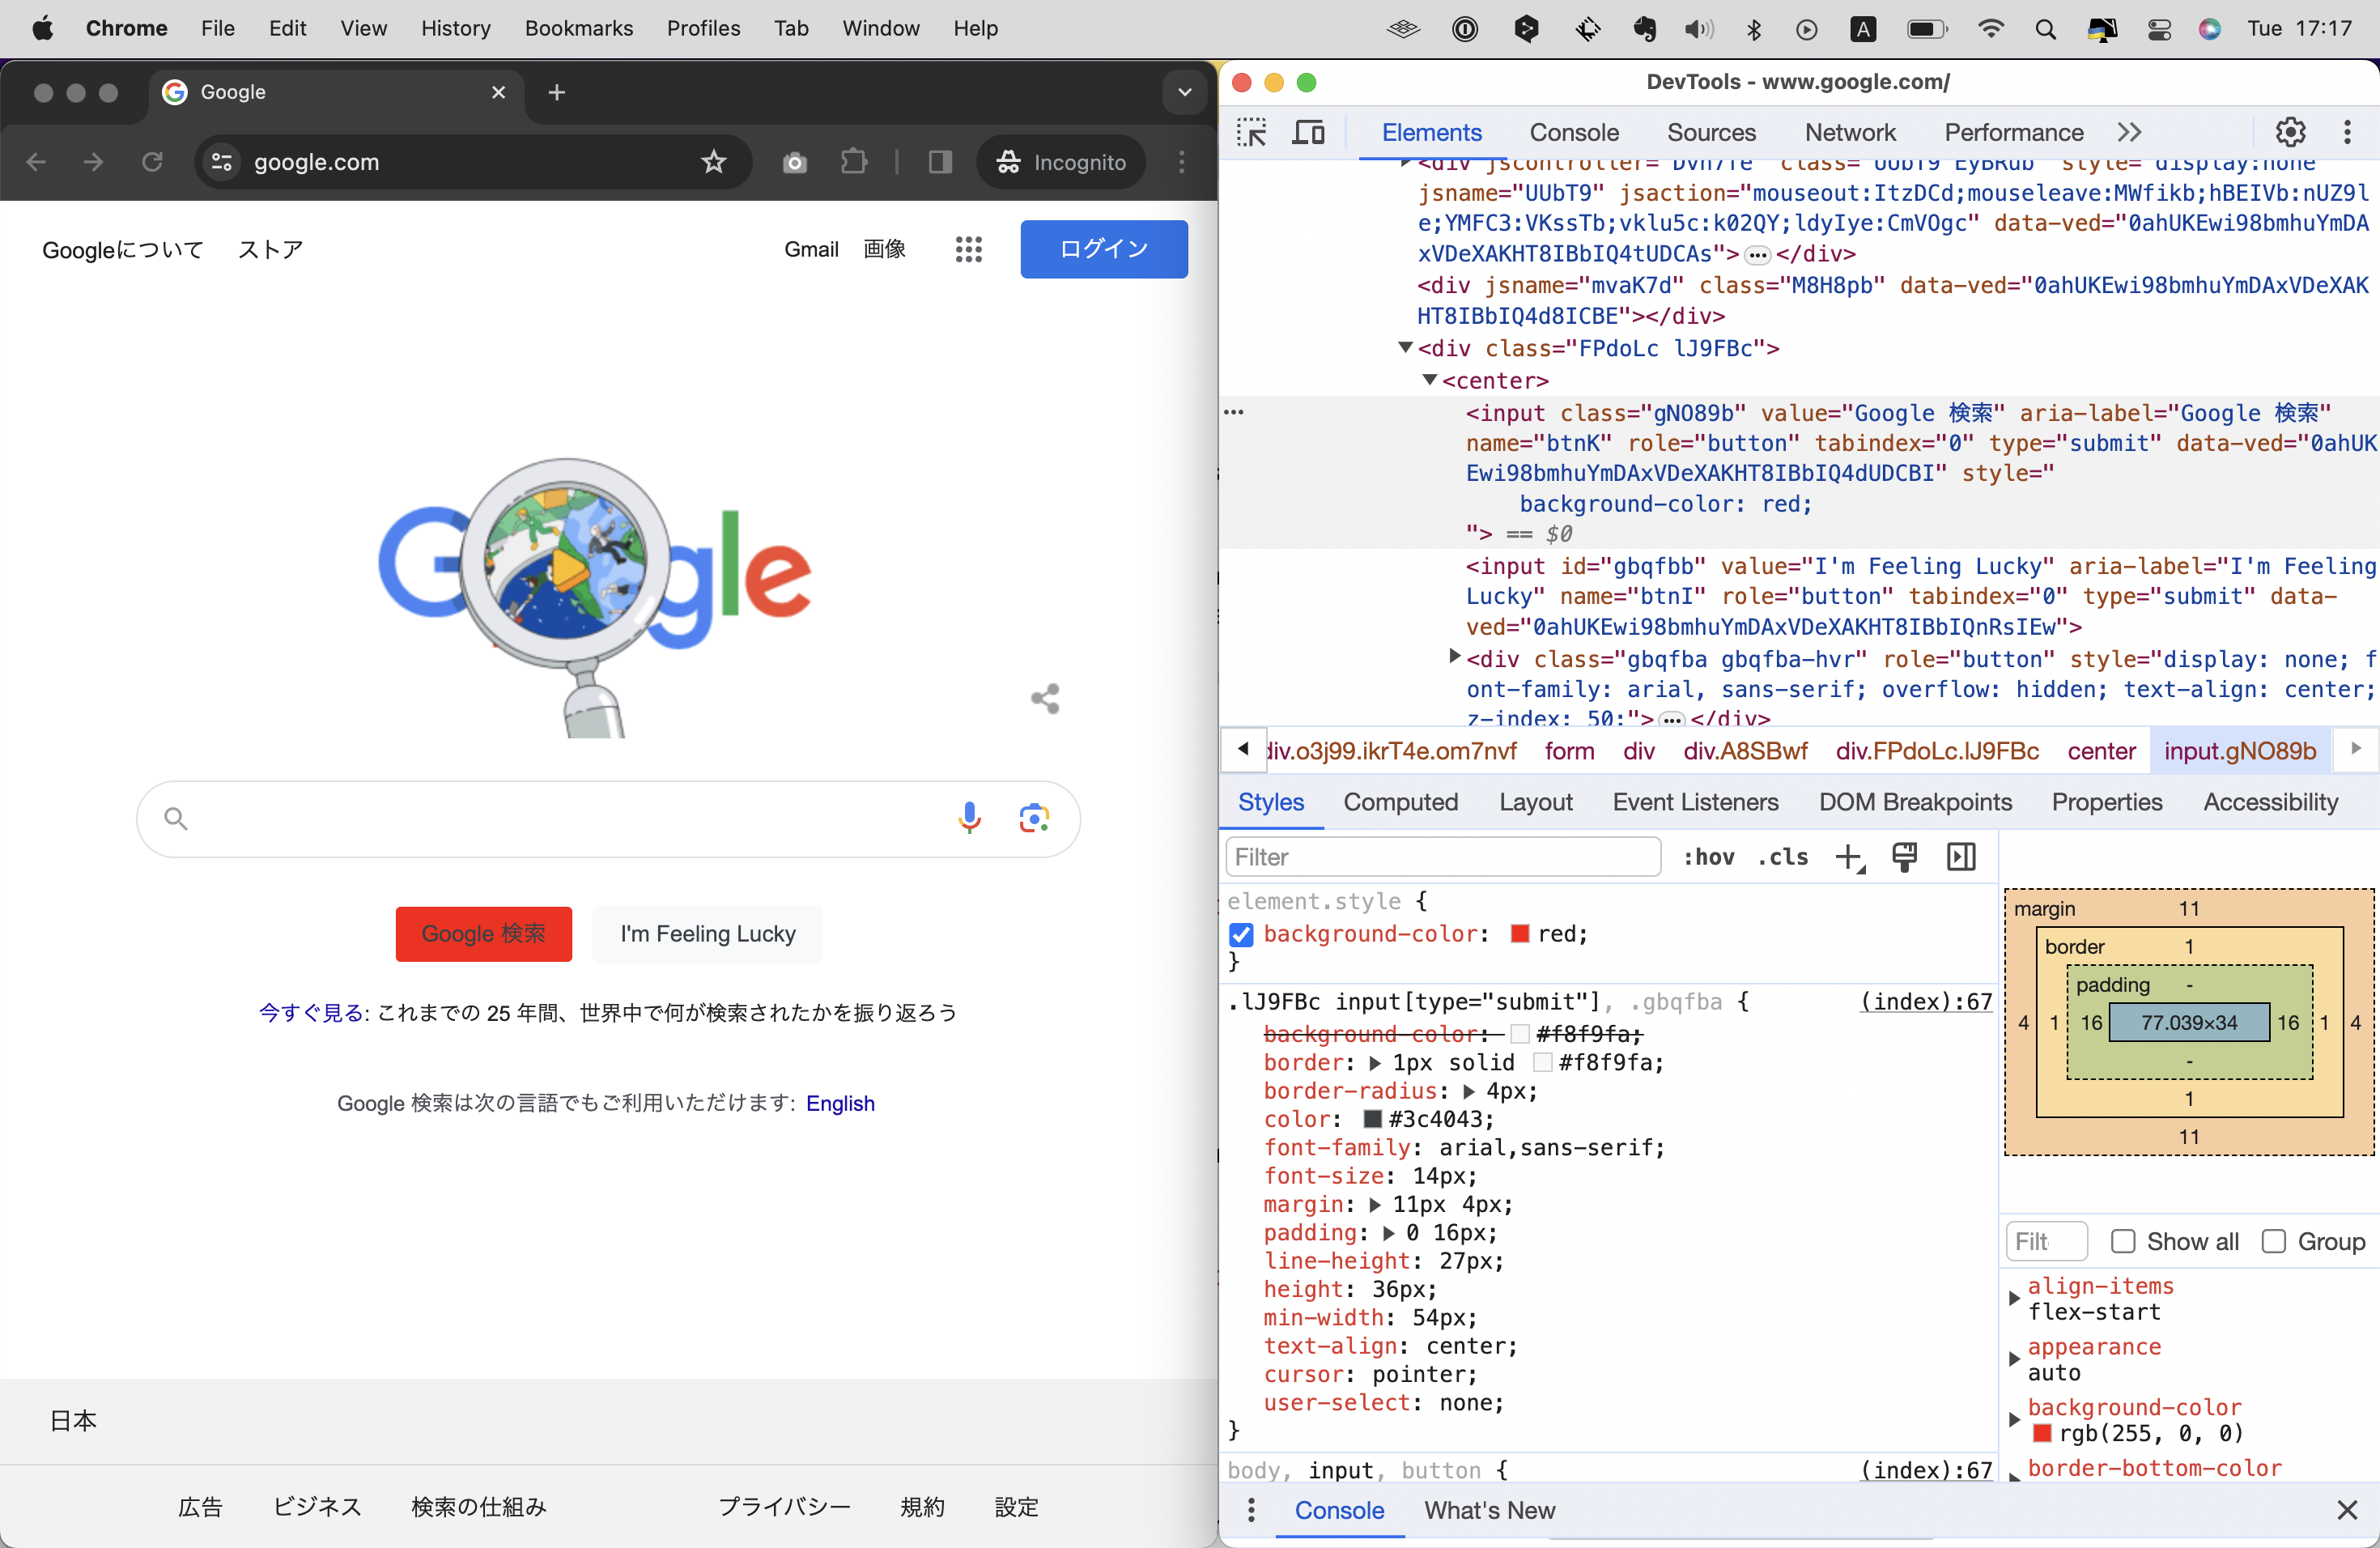 Chrome File Edit View History Bookmarks Profiles Tab Window Help
A
Tue 17:17
Google
google.com
Incognito
Googleについて ストア
Gmail 画像
ログイン
Google
Google 検索
I'm Feeling Lucky
今すぐ見る: これまでの 25 年間、世界中で何が検索されたかを振り返ろう
Google 検索は次の言語でもご利用いただけます: English
日本
広告 ビジネス 検索の仕組み プライバシー 規約 設定
DevTools - www.google.com/
Elements Console Sources Network Performance
jsname="UUbT9" jsaction="mouseout:ItzDCd;mouseleave:MWfikb;hBEIVb:nUZ9l
e;YMFC3:VKssTb;vklu5c:k02QY;ldyIye:CmVOgc" data-ved="0ahUKEwi98bmhuYmDA
xVDeXAKHT8IBbIQ4tUDCAs">…</div>
<div jsname="mvaK7d" class="M8H8pb" data-ved="0ahUKEwi98bmhuYmDAxVDeXAK
HT8IBbIQ4d8ICBE"></div>
<div class="FPdoLc lJ9FBc">
<center>
… <input class="gNO89b" value="Google 検索" aria-label="Google 検索"
name="btnK" role="button" tabindex="0" type="submit" data-ved="0ahUK
Ewi98bmhuYmDAxVDeXAKHT8IBbIQ4dUDCBI" style="
background-color: red;
"> == $0
<input id="gbqfbb" value="I'm Feeling Lucky" aria-label="I'm Feeling
Lucky" name="btnI" role="button" tabindex="0" type="submit" data-
ved="0ahUKEwi98bmhuYmDAxVDeXAKHT8IBbIQnRsIEw">
<div class="gbqfba gbqfba-hvr" role="button" style="display: none; f
ont-family: arial, sans-serif; overflow: hidden; text-align: center;
z-index: 50;">…</div>
div.o3j99.ikrT4e.om7nvf form div div.A8SBwf div.FPdoLc.lJ9FBc center input.gNO89b
Styles Computed Layout Event Listeners DOM Breakpoints Properties Accessibility
Filter :hov .cls
element.style {
background-color: red;
}
.lJ9FBc input[type="submit"], .gbqfba { (index):67
background-color: #f8f9fa;
border: 1px solid #f8f9fa;
border-radius: 4px;
color: #3c4043;
font-family: arial,sans-serif;
font-size: 14px;
margin: 11px 4px;
padding: 0 16px;
line-height: 27px;
height: 36px;
min-width: 54px;
text-align: center;
cursor: pointer;
user-select: none;
}
body, input, button { (index):67
margin 11
border 1
padding -
4 1 16 77.039×34 16 1 4
-
1
11
Filt Show all Group
align-items
flex-start
appearance
auto
background-color
rgb(255, 0, 0)
border-bottom-color
Console What's New